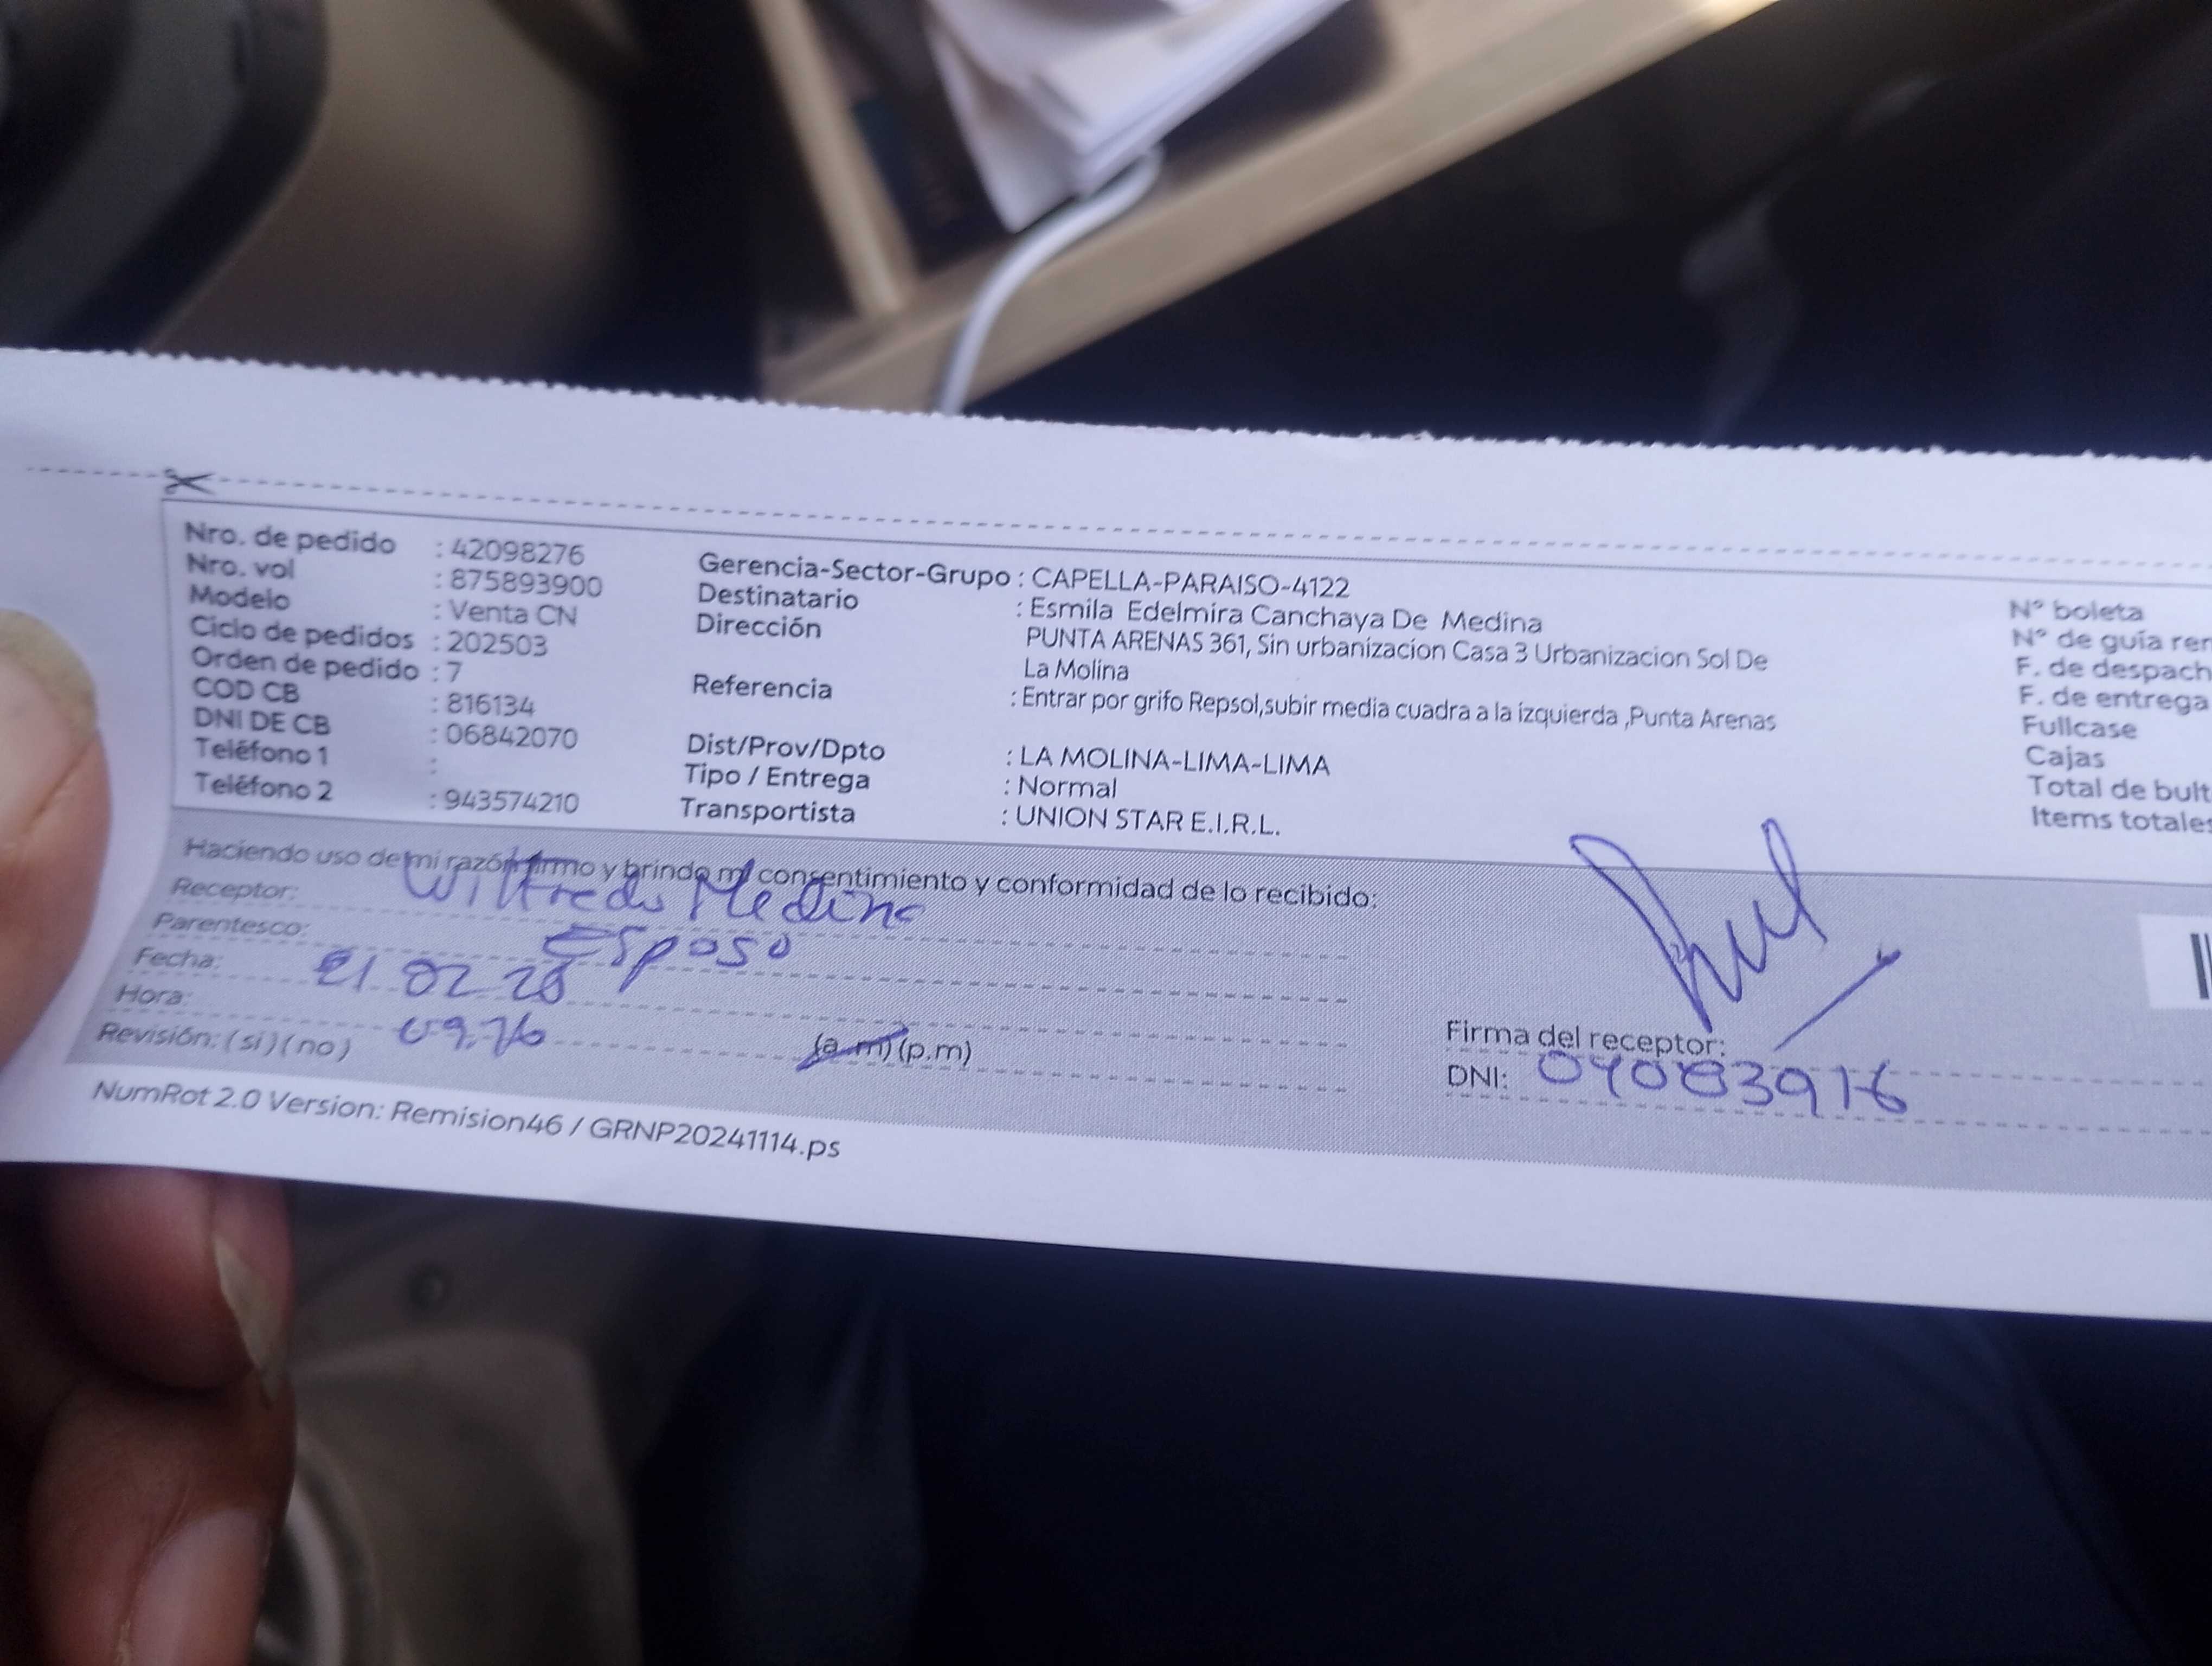 Nro. de pedido : 42098276
Nro. vol : 875893900
Modelo : Venta CN
Ciclo de pedidos : 202503
Orden de pedido : 7
COD CB : 816134
DNI DE CB : 06842070
Teléfono 1 :
Teléfono 2 : 943574210
Gerencia-Sector-Grupo : CAPELLA-PARAISO-4122
Destinatario : Esmila Edelmira Canchaya De Medina
Dirección PUNTA ARENAS 361, Sin urbanizacion Casa 3 Urbanizacion Sol De
La Molina
Referencia : Entrar por grifo Repsol,subir media cuadra a la izquierda ,Punta Arenas
Dist/Prov/Dpto : LA MOLINA-LIMA-LIMA
Tipo / Entrega : Normal
Transportista : UNION STAR E.I.R.L.
N° boleta
N° de guía rem
F. de despach
F. de entrega
Fullcase
Cajas
Total de bult
Items totales
Haciendo uso de mi razón firmo y brindo mi consentimiento y conformidad de lo recibido:
Receptor: Wilfredo Medina
Parentesco: Esposo
Fecha: 21 02
Hora:
Revisión: (si) (no) (a.m) (p.m)
Firma del receptor:
DNI:
NumRot 2.0 Version: Remision46 / GRNP20241114.ps